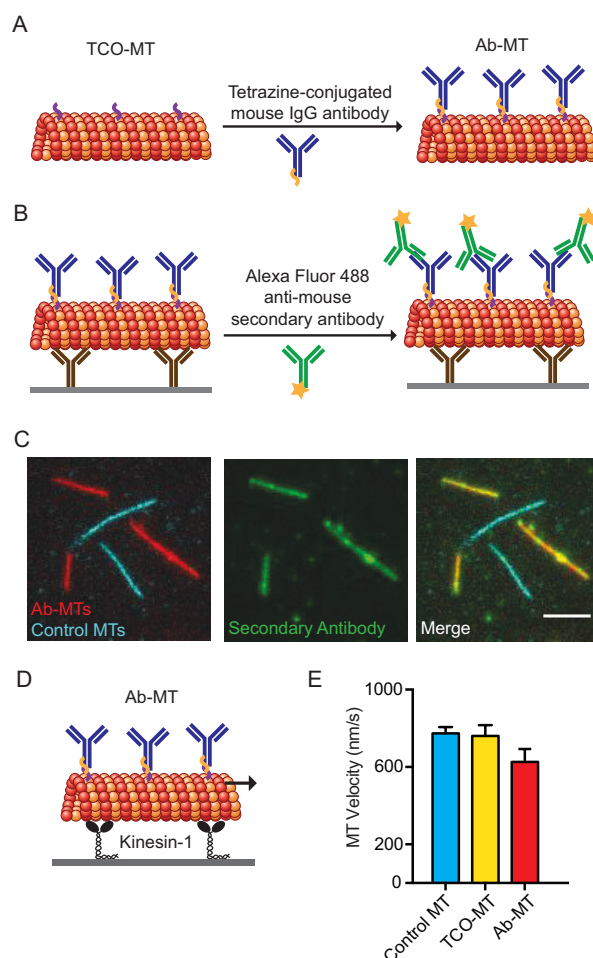 A
TCO-MT
Ab-MT
Tetrazine-conjugated
mouse IgG antibody
B
Alexa Fluor 488
anti-mouse
secondary antibody
C
Ab-MTs
Control MTs
Secondary Antibody
Merge
D
Ab-MT
Kinesin-1
E
MT Velocity (nm/s)
1000
600
200
0
Control MT
TCO-MT
Ab-MT